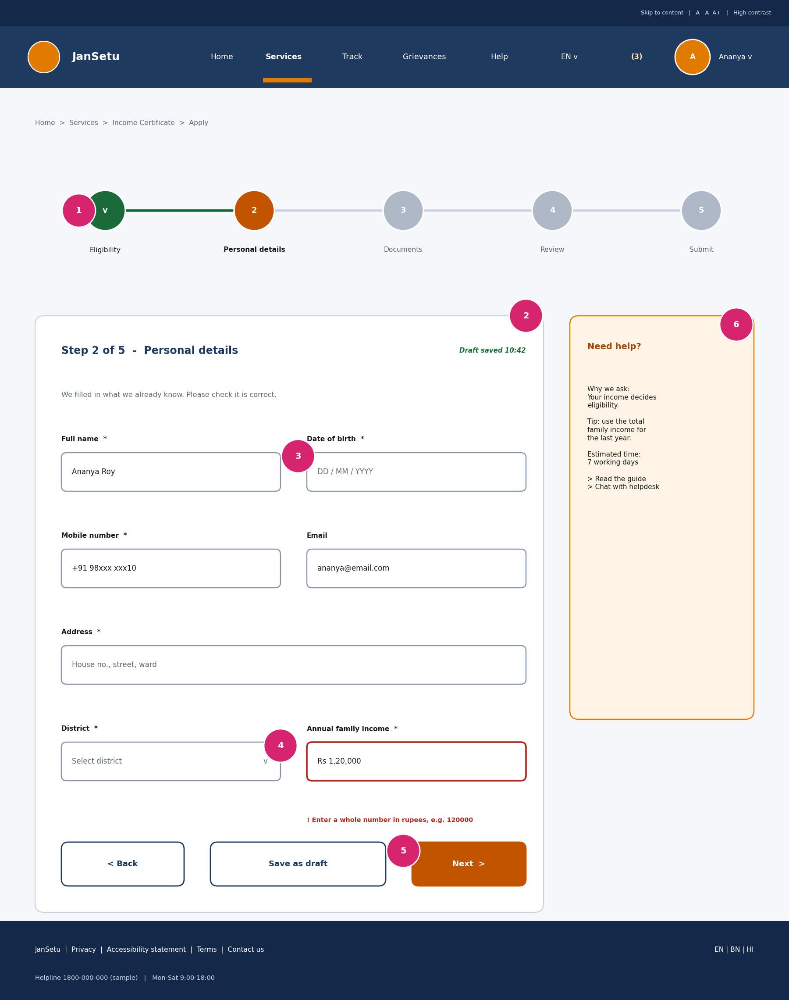 Skip to content | A- A A+ | High contrast
JanSetu Home Services Track Grievances Help EN v (3) A Ananya v
Home > Services > Income Certificate > Apply
1 v 2 3 4 5
Eligibility Personal details Documents Review Submit
2
Step 2 of 5 - Personal details Draft saved 10:42
We filled in what we already know. Please check it is correct.
Full name * Date of birth *
3
Ananya Roy DD / MM / YYYY
Mobile number * Email
+91 98xxx xxx10 ananya@email.com
Address *
House no., street, ward
District * Annual family income *
4
Select district v Rs 1,20,000
! Enter a whole number in rupees, e.g. 120000
5
< Back Save as draft Next >
6
Need help?
Why we ask:
Your income decides
eligibility.
Tip: use the total
family income for
the last year.
Estimated time:
7 working days
> Read the guide
> Chat with helpdesk
JanSetu | Privacy | Accessibility statement | Terms | Contact us EN | BN | HI
Helpline 1800-000-000 (sample) | Mon-Sat 9:00-18:00